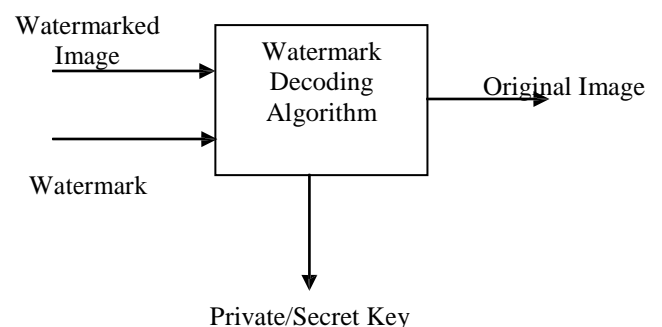 Watermarked
Image
Watermark
Decoding
Algorithm
Original Image
Watermark
Private/Secret Key